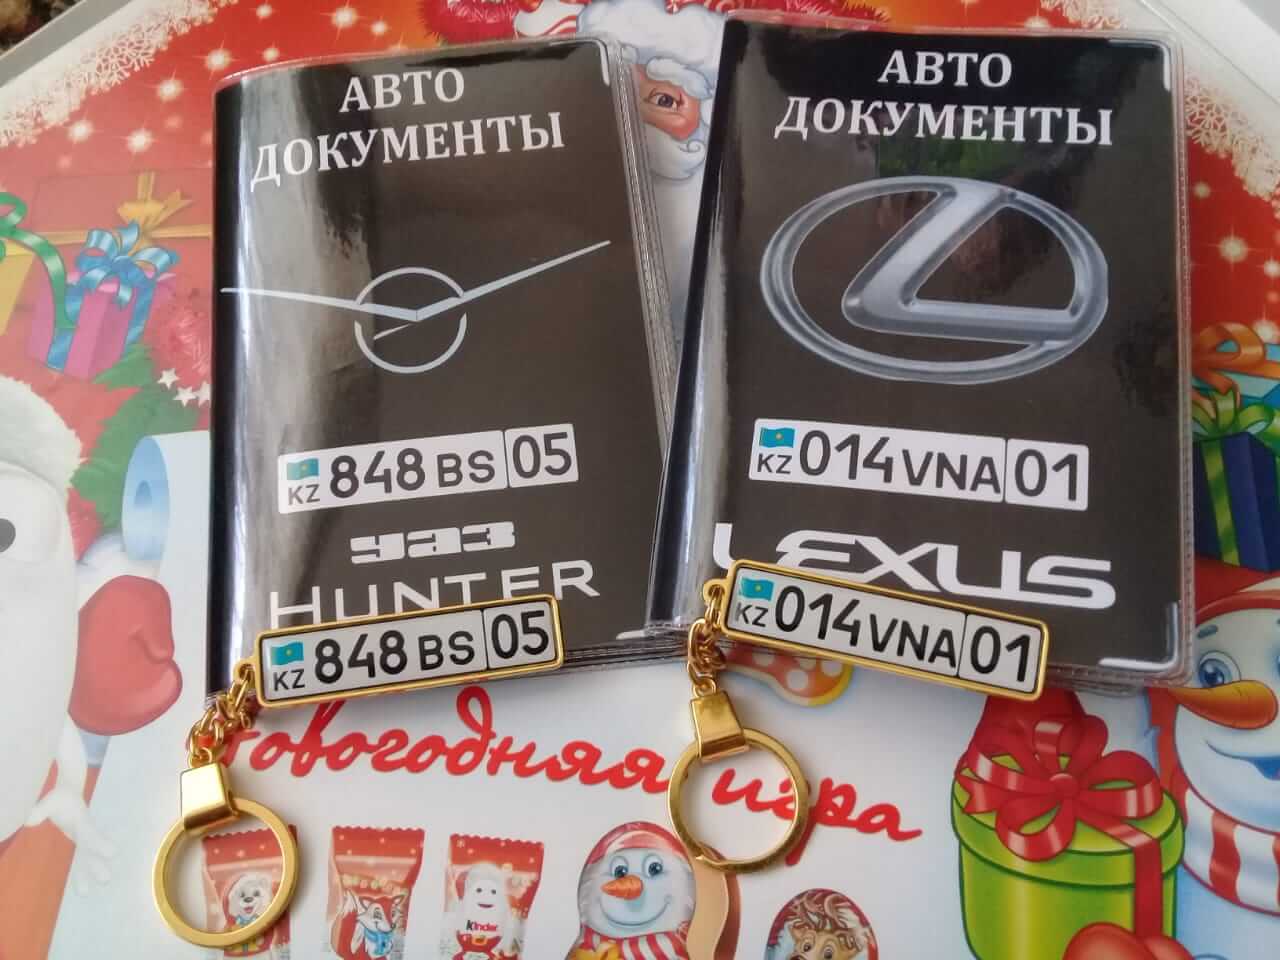 АВТО
ДОКУМЕНТЫ
KZ 848 BS 05
УАЗ
HUNTER
KZ 848 BS 05
АВТО
ДОКУМЕНТЫ
KZ 014 VNA 01
LEXUS
KZ 014 VNA 01
Новогодняя игра
Kinder